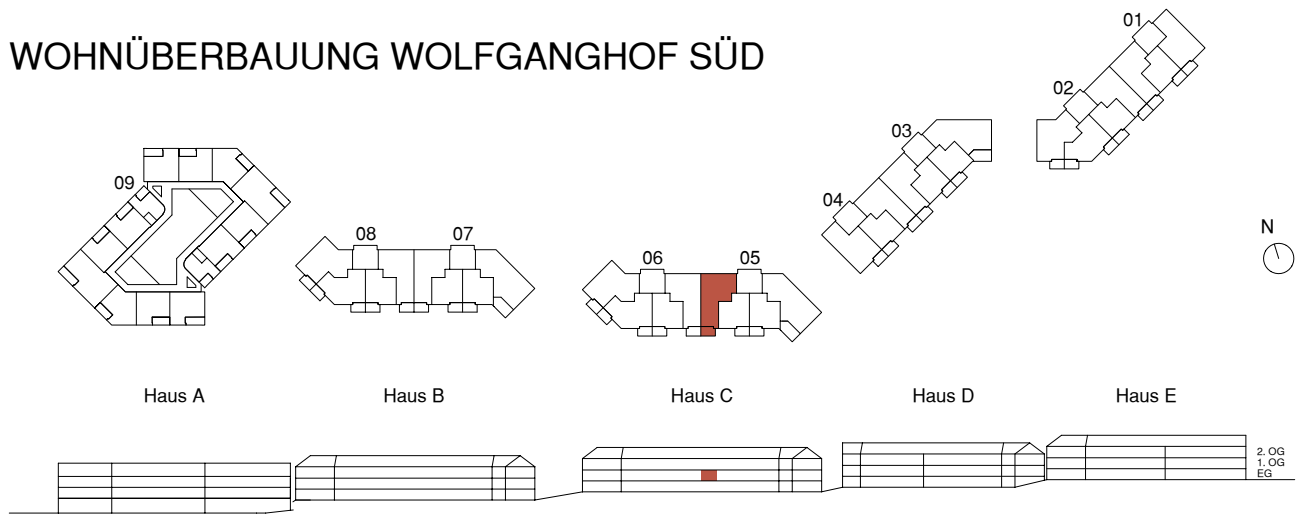 WOHNÜBERBAUUNG WOLFGANGHOF SÜD
01
02
03
04
09
08
07
06
05
N
Haus A
Haus B
Haus C
Haus D
Haus E
2. OG
1. OG
EG